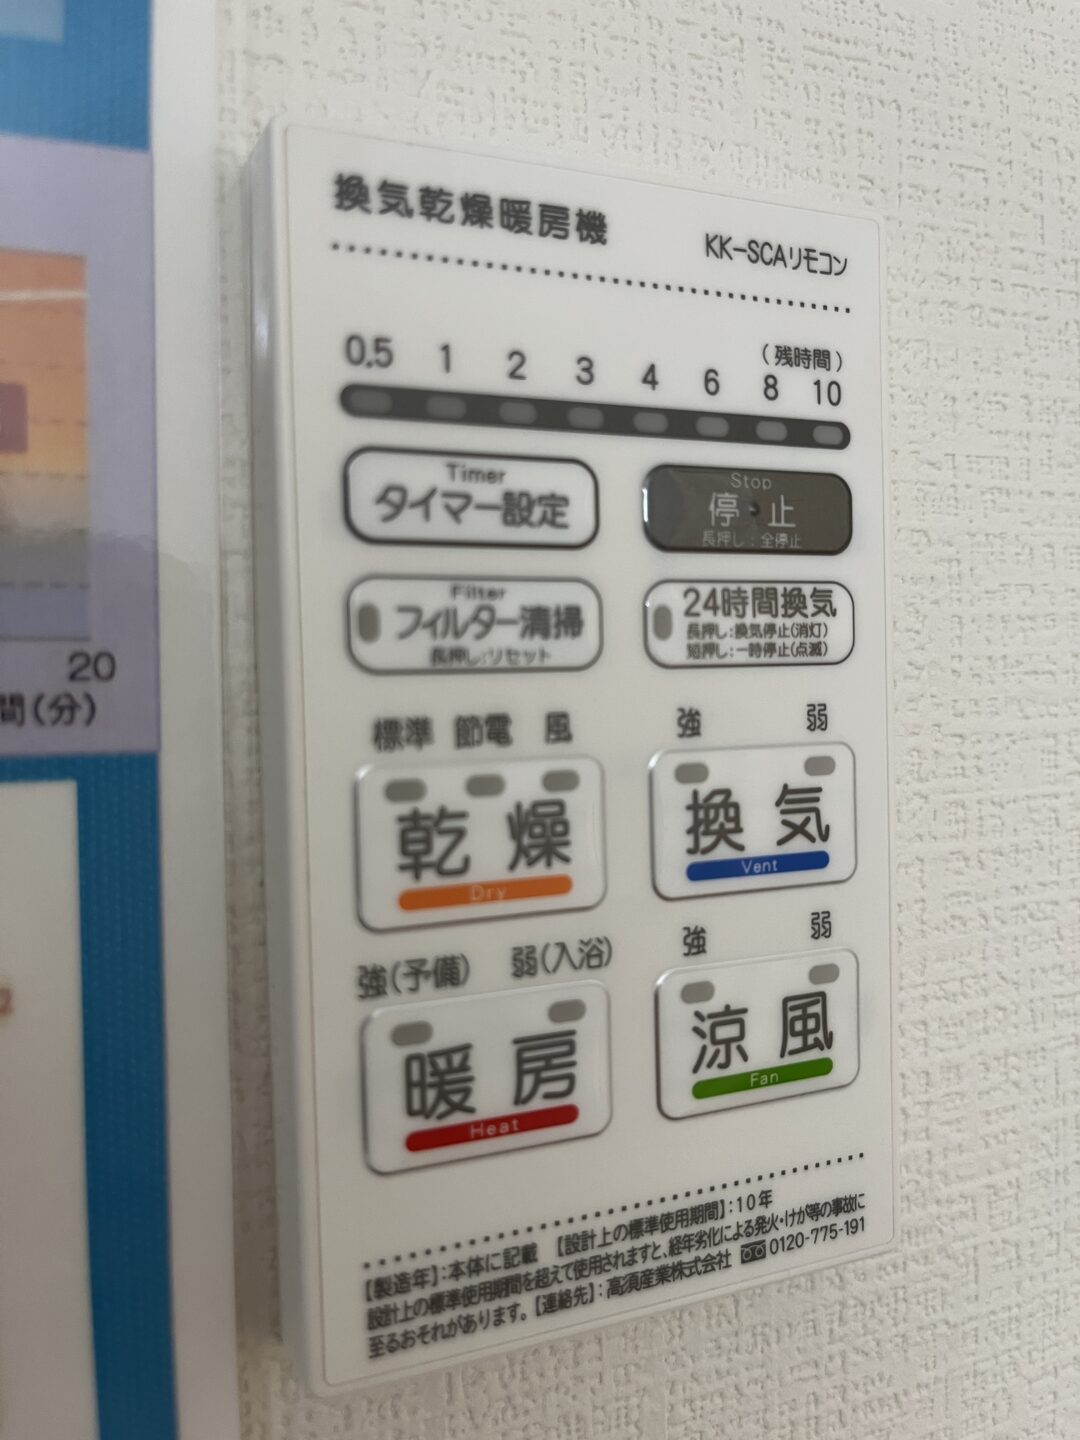 換気乾燥暖房機
KK-SCAリモコン
(残時間)
0.5 1 2 3 4 6 8 10
Timer
タイマー設定
Stop
停・止
長押し:全停止
Filter
フィルター清掃
長押し:リセット
24時間換気
長押し:換気停止(消灯)
短押し:一時停止(点滅)
標準 節電 風
乾燥
Dry
強 弱
換気
Vent
強(予備) 弱(入浴)
暖房
Heat
強 弱
涼風
Fan
【製造年】:本体に記載 【設計上の標準使用期間】:10年
設計上の標準使用期間を超えて使用されますと、経年劣化による発火・けが等の事故に
至るおそれがあります。【連絡先】:高須産業株式会社 0120-775-191
20
間(分)